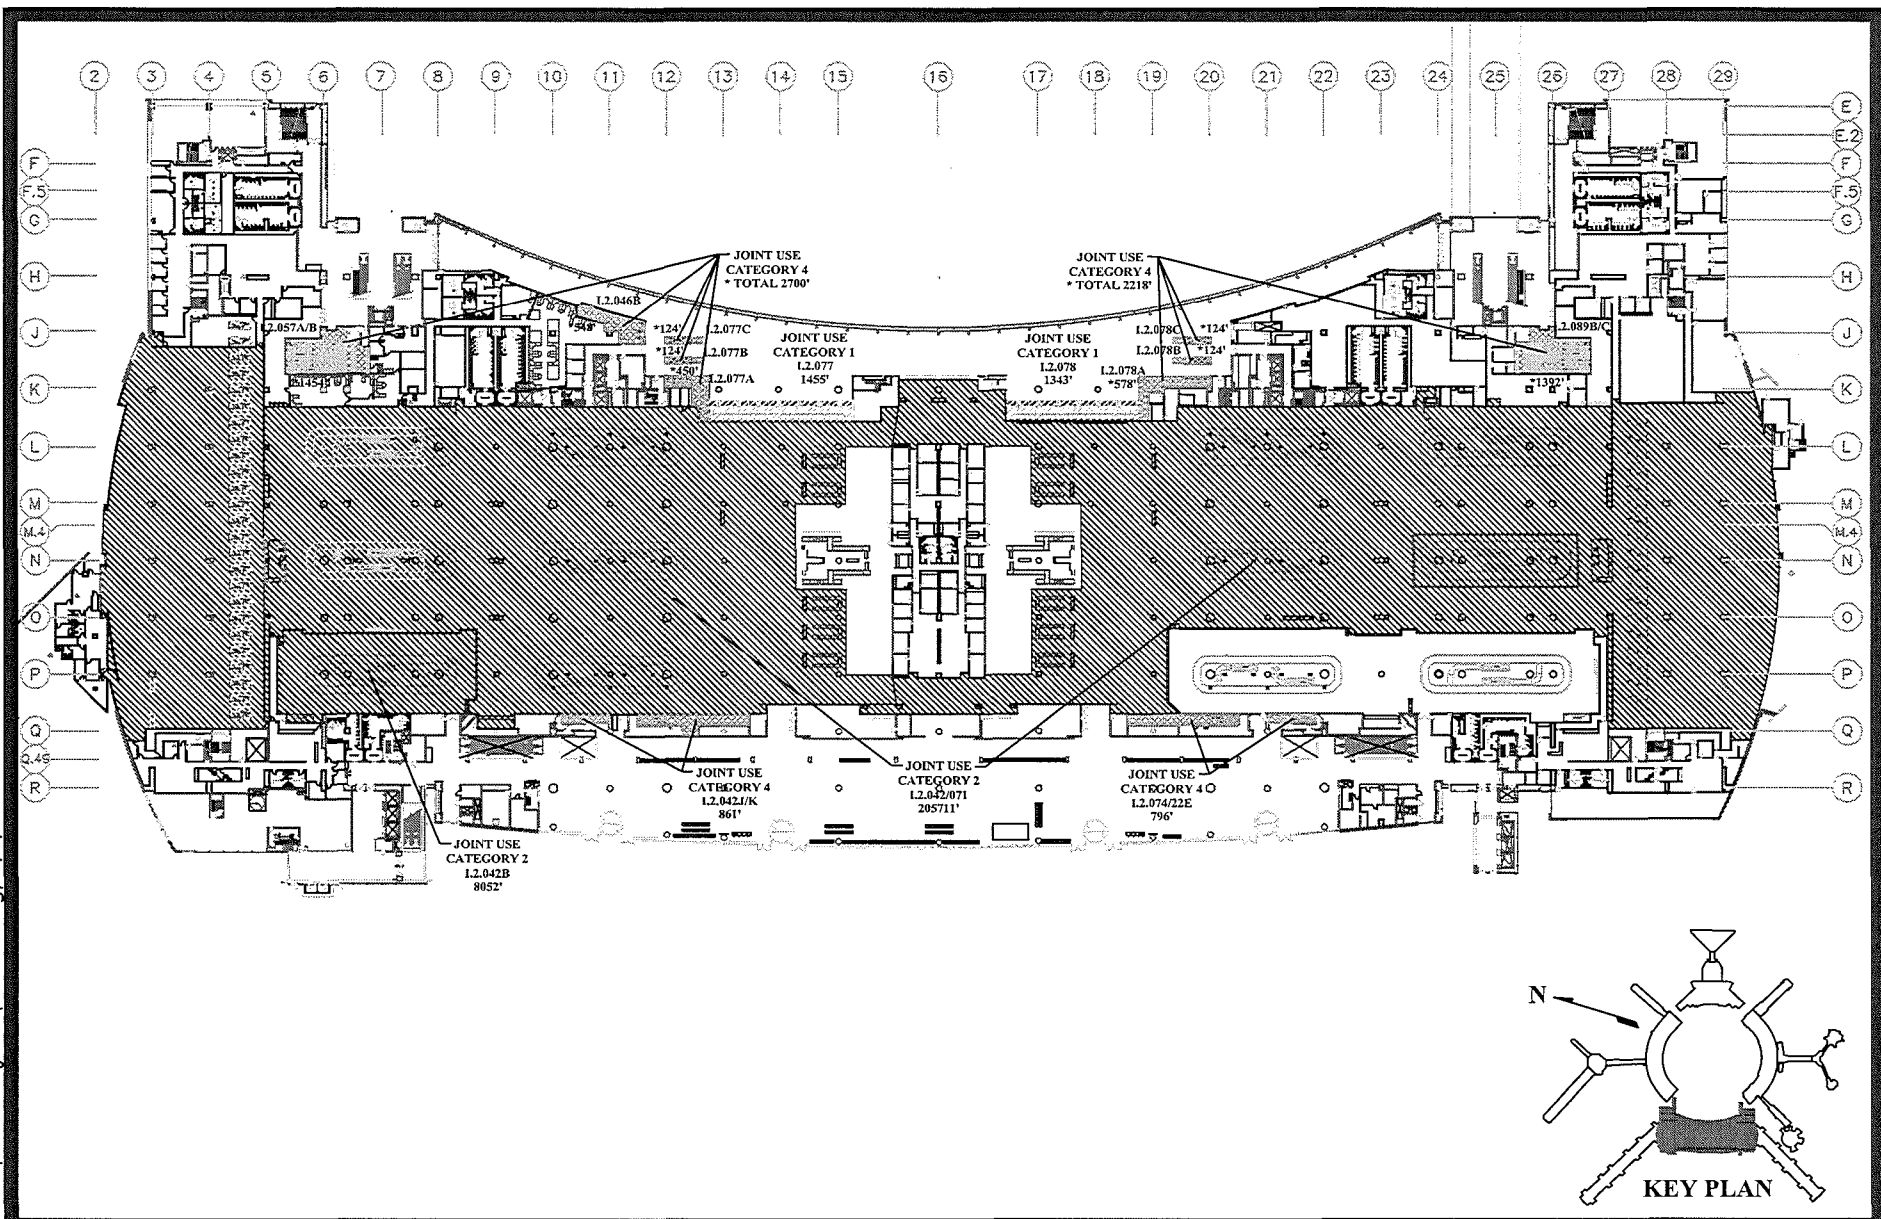 2 3 4 5 6 7 8 9 10 11 12 13 14 15 16 17 18 19 20 21 22 23 24 25 26 27 28 29
E
E.2
F F
F.5 F.5
G G
H H
J J
K K
L L
M M
M.4 M.4
N N
O O
P P
Q Q
Q.49
R R
JOINT USE
CATEGORY 4
* TOTAL 2700'
I.2.046B
548'
I.2.057A/B
1454'
*124'
I.2.077C
*124'
I.2.077B
*450'
I.2.077A
JOINT USE
CATEGORY 1
I.2.077
1455'
JOINT USE
CATEGORY 4
* TOTAL 2218'
JOINT USE
CATEGORY 1
I.2.078
1343'
I.2.078C
*124'
I.2.078B
*124'
I.2.078A
*578'
I.2.089B/C
*1392'
JOINT USE
CATEGORY 4
I.2.042J/K
861'
JOINT USE
CATEGORY 2
I.2.042/071
205711'
JOINT USE
CATEGORY 4
I.2.074/22E
796'
JOINT USE
CATEGORY 2
I.2.042B
8052'
N
KEY PLAN